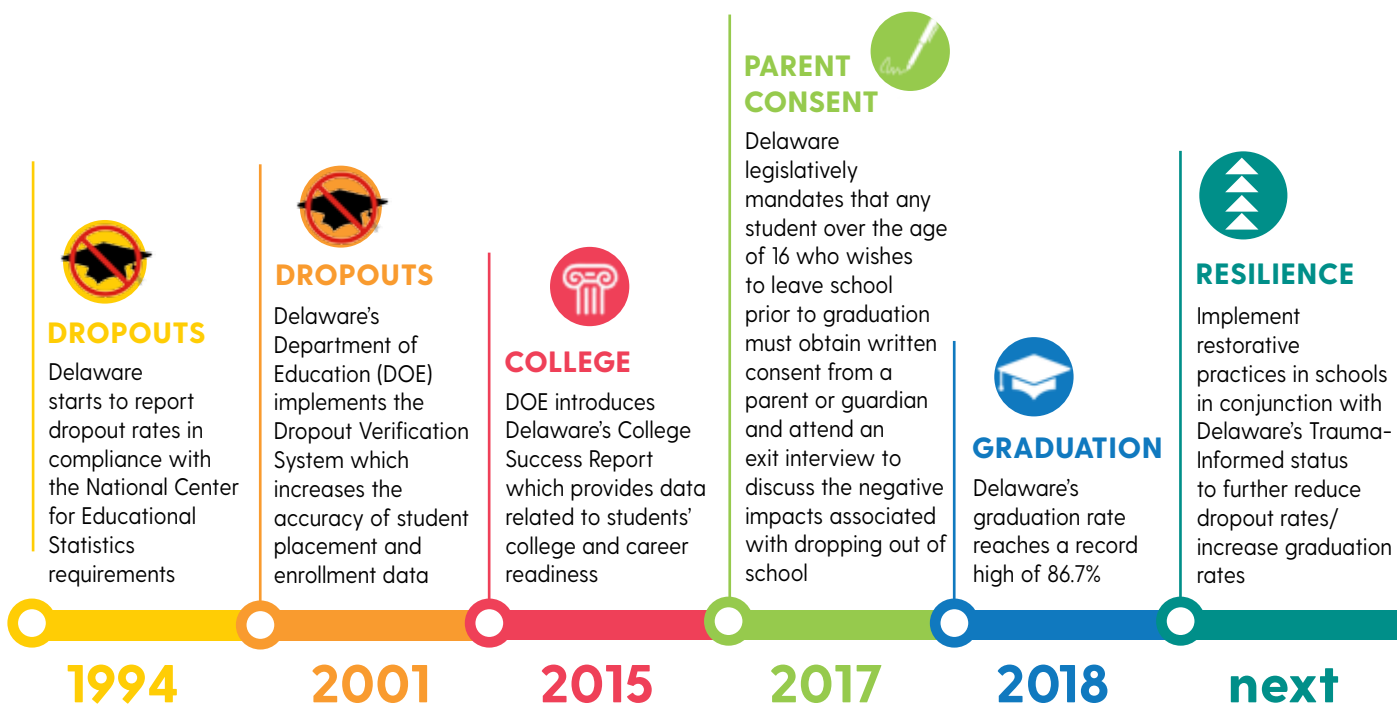 DROPOUTS
Delaware
starts to report
dropout rates in
compliance with
the National Center
for Educational
Statistics
requirements
1994
DROPOUTS
Delaware’s
Department of
Education (DOE)
implements the
Dropout Verification
System which
increases the
accuracy of student
placement and
enrollment data
2001
COLLEGE
DOE introduces
Delaware’s College
Success Report
which provides data
related to students’
college and career
readiness
2015
PARENT
CONSENT
Delaware
legislatively
mandates that any
student over the age
of 16 who wishes
to leave school
prior to graduation
must obtain written
consent from a
parent or guardian
and attend an
exit interview to
discuss the negative
impacts associated
with dropping out of
school
2017
GRADUATION
Delaware’s
graduation rate
reaches a record
high of 86.7%
2018
RESILIENCE
Implement
restorative
practices in schools
in conjunction with
Delaware’s Trauma-
Informed status
to further reduce
dropout rates/
increase graduation
rates
next